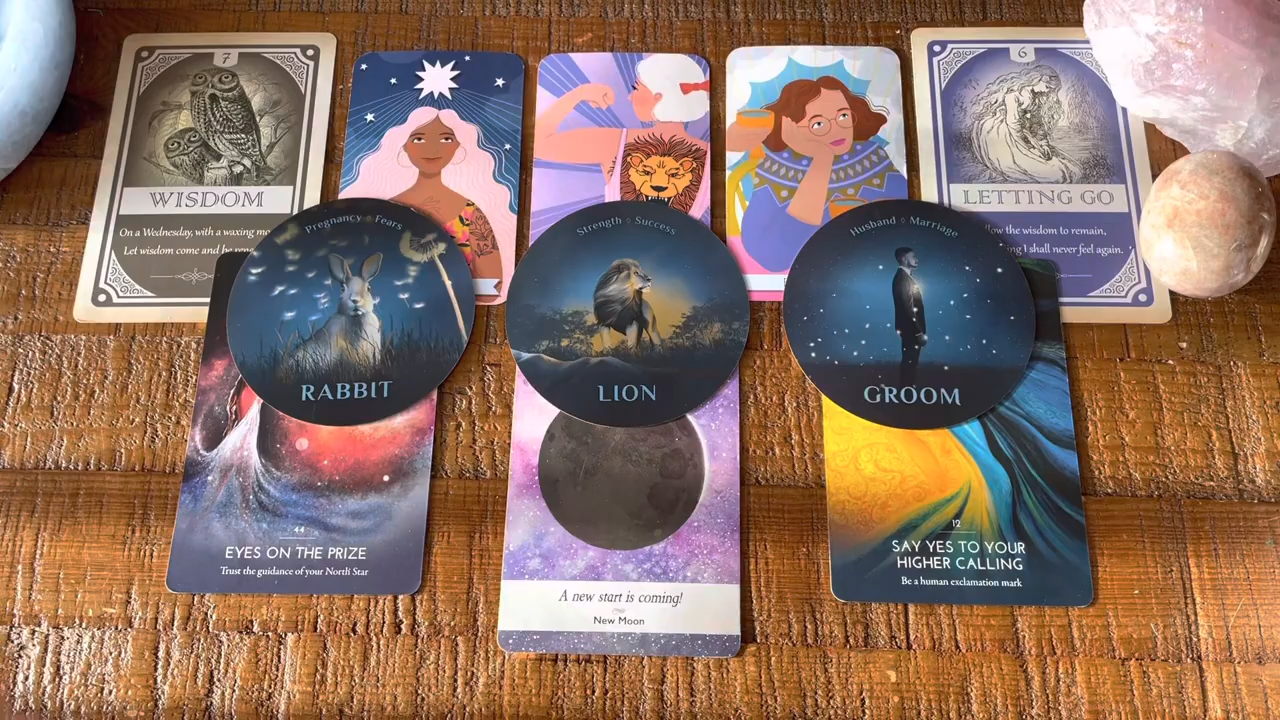 7
WISDOM
On a Wednesday, with a waxing
Let wisdom come and be
6
LETTING GO
the wisdom to remain,
I shall never feel again.
Pregnancy ◊ Fears
RABBIT
Strength ◊ Success
LION
Husband ◊ Marriage
GROOM
44
EYES ON THE PRIZE
Trust the guidance of your North Star
A new start is coming!
New Moon
12
SAY YES TO YOUR
HIGHER CALLING
Be a human exclamation mark